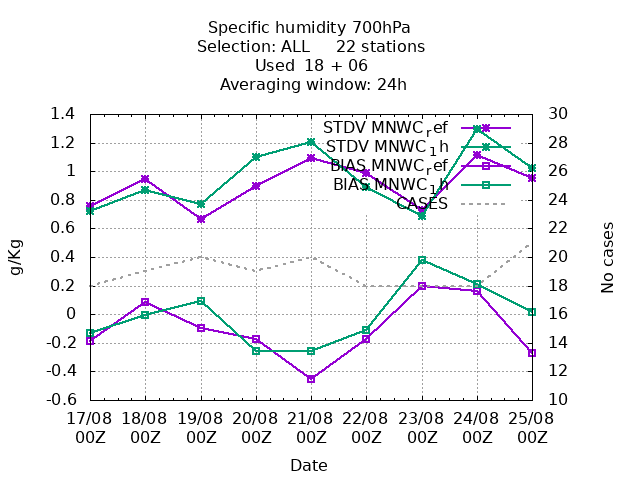 Specific humidity 700hPa
Selection: ALL 22 stations
Used 18 + 06
Averaging window: 24h
STDV MNWC_ref
STDV MNWC_1h
BIAS MNWC_ref
BIAS MNWC_1h
CASES
g/Kg
1.4
1.2
1
0.8
0.6
0.4
0.2
0
-0.2
-0.4
-0.6
30
28
26
24
22
20
18
16
14
12
10
No cases
17/08 18/08 19/08 20/08 21/08 22/08 23/08 24/08 25/08
00Z 00Z 00Z 00Z 00Z 00Z 00Z 00Z 00Z
Date